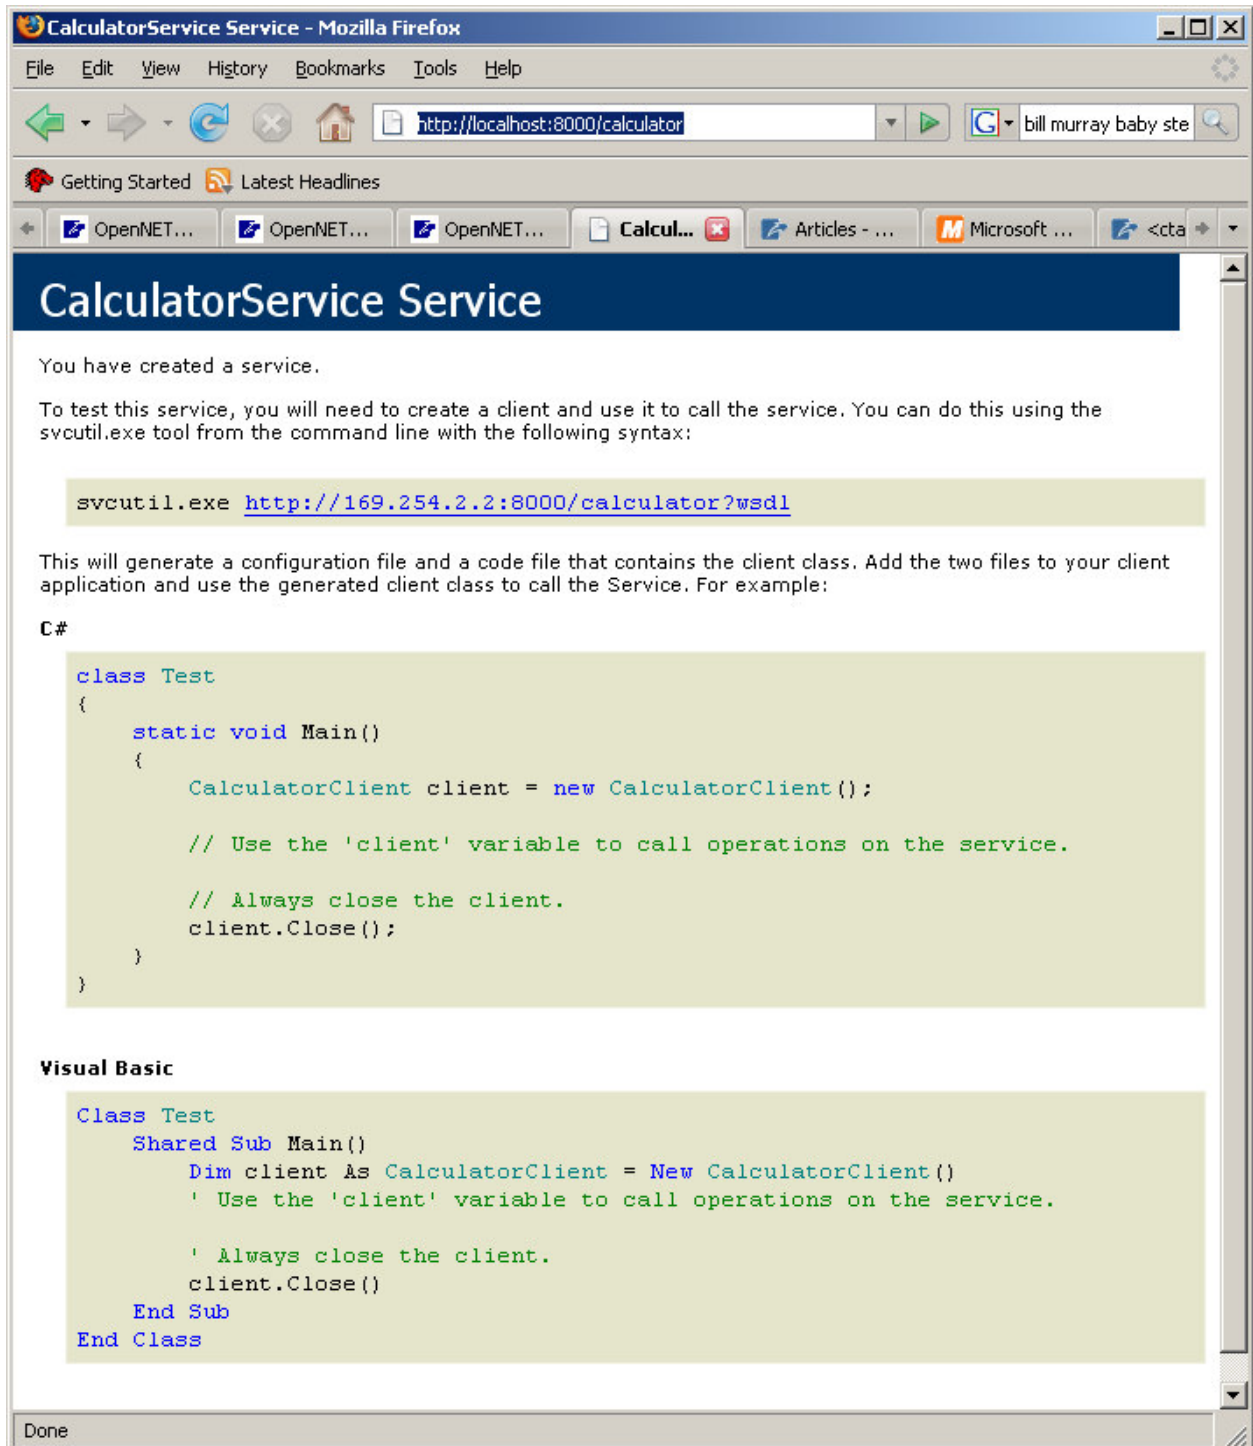 CalculatorService Service - Mozilla Firefox
File Edit View History Bookmarks Tools Help
http://localhost:8000/calculator
bill murray baby ste
Getting Started Latest Headlines
OpenNET... OpenNET... OpenNET... Calcul... Articles - ... Microsoft ... <cta
CalculatorService Service
You have created a service.
To test this service, you will need to create a client and use it to call the service. You can do this using the
svcutil.exe tool from the command line with the following syntax:
svcutil.exe http://169.254.2.2:8000/calculator?wsdl
This will generate a configuration file and a code file that contains the client class. Add the two files to your client
application and use the generated client class to call the Service. For example:
C#
class Test
{
    static void Main()
    {
        CalculatorClient client = new CalculatorClient();
        // Use the 'client' variable to call operations on the service.
        // Always close the client.
        client.Close();
    }
}
Visual Basic
Class Test
    Shared Sub Main()
        Dim client As CalculatorClient = New CalculatorClient()
        ' Use the 'client' variable to call operations on the service.
        ' Always close the client.
        client.Close()
    End Sub
End Class
Done